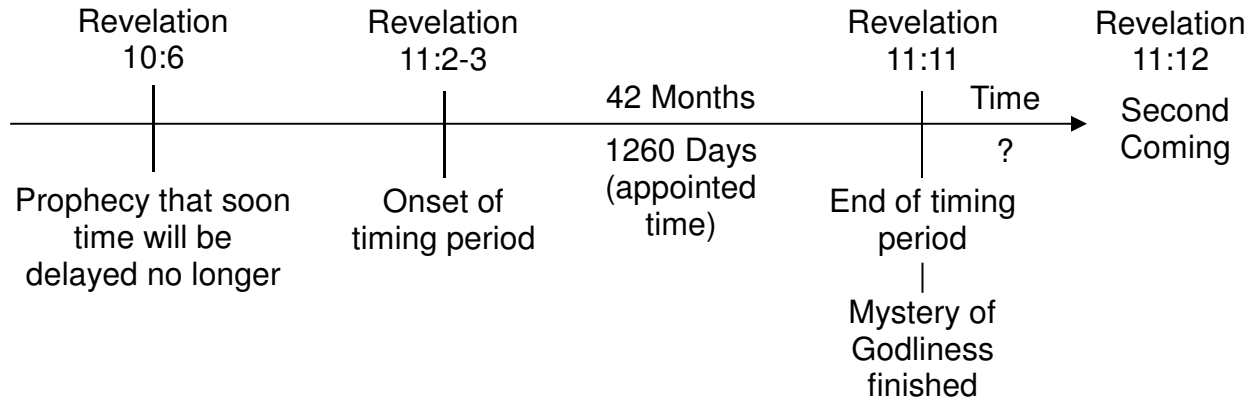 Revelation
10:6
Revelation
11:2-3
Revelation
11:11
Revelation
11:12
42 Months
Time
Second
Coming
1260 Days
(appointed
time)
?
Prophecy that soon
time will be
delayed no longer
Onset of
timing period
End of timing
period
Mystery of
Godliness
finished